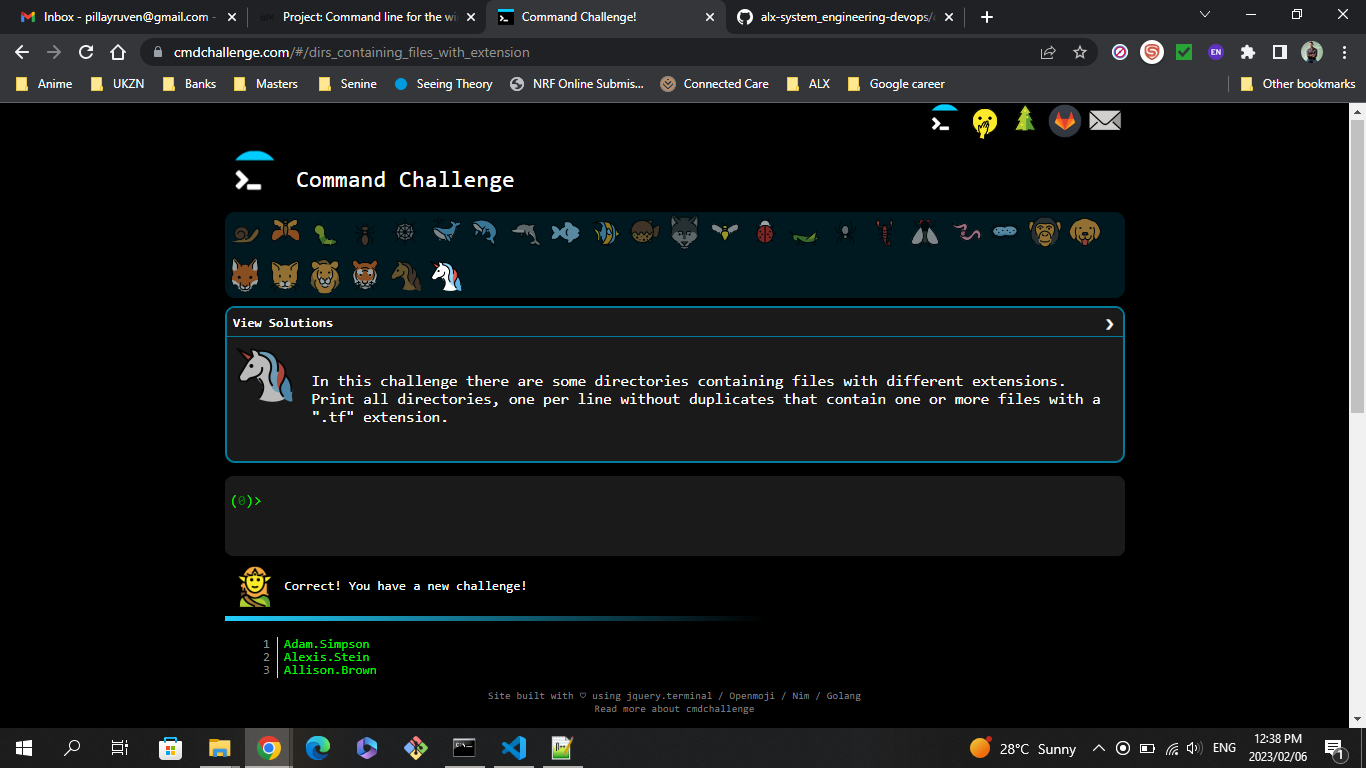 Inbox - pillayruven@gmail.com -
Project: Command line for the wi
Command Challenge!
alx-system_engineering-devops/
cmdchallenge.com/#/dirs_containing_files_with_extension
EN
Anime
UKZN
Banks
Masters
Senine
Seeing Theory
NRF Online Submis...
Connected Care
ALX
Google career
Other bookmarks
Command Challenge
View Solutions
In this challenge there are some directories containing files with different extensions.
Print all directories, one per line without duplicates that contain one or more files with a
".tf" extension.
(0)>
Correct! You have a new challenge!
1 Adam.Simpson
2 Alexis.Stein
3 Allison.Brown
Site built with ♡ using jquery.terminal / Openmoji / Nim / Golang
Read more about cmdchallenge
28°C Sunny
ENG
12:38 PM
2023/02/06
1